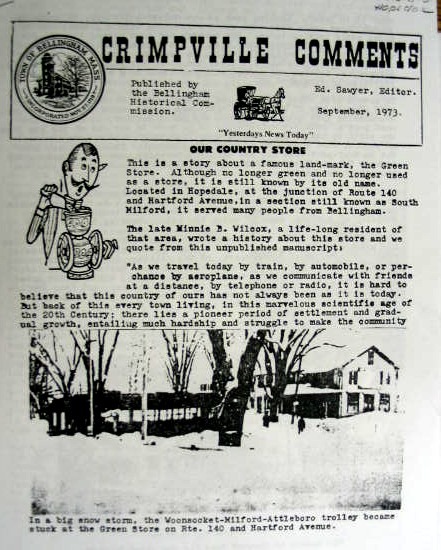 Hopedale
TOWN OF BELLINGHAM, MASS.
INCORPORATED NOV. 27, 1719
CRIMPVILLE COMMENTS
Published by
the Bellingham
Historical Com-
mission.
Ed. Sawyer, Editor.
September, 1973.
"Yesterdays News Today"
OUR COUNTRY STORE
This is a story about a famous land-mark, the Green
Store. Although no longer green and no longer used
as a store, it is still known by its old name.
Located in Hopedale, at the junction of Route 140
and Hartford Avenue,in a section still known as South
Milford, it served many people from Bellingham.
The late Minnie B. Wilcox, a life-long resident of
that area, wrote a history about this store and we
quote from this unpublished manuscript;
"As we travel today by train, by automobile, or per-
chance by aeroplane, as we communicate with friends
at a distance, by telephone or radio, it is hard to
believe that this country of ours has not always been as it is today.
But back of this every town living, in this marvelous scientific age of
the 20th Century; there lies a pioneer period of settlement and grad-
ual growth, entailing much hardship and struggle to make the community
In a big snow storm, the Woonsocket-Milford-Attleboro trolley became
stuck at the Green Store on Rte. 140 and Hartford Avenue.